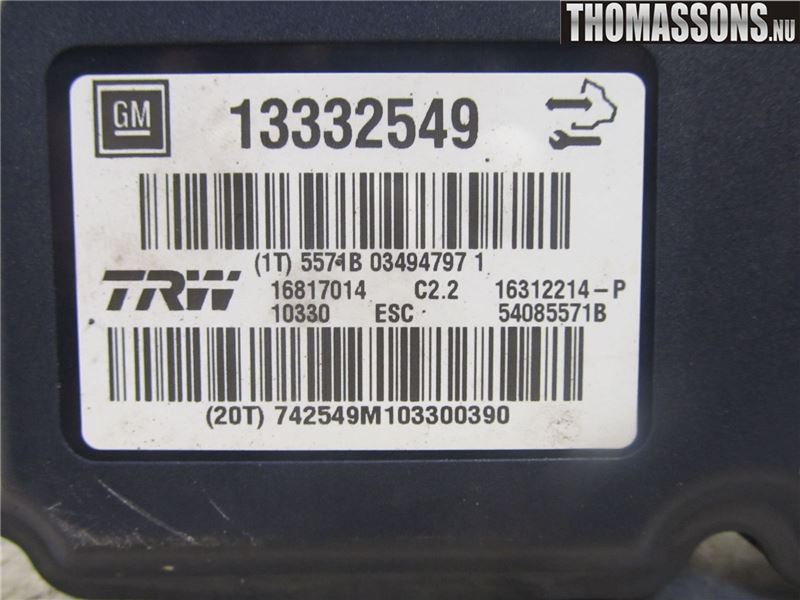 THOMASSONS.NU
GM 13332549
(1T) 5571B 03494797 1
TRW 16817014 C2.2 16312214-P
10330 ESC 54085571B
(20T) 742549M103300390